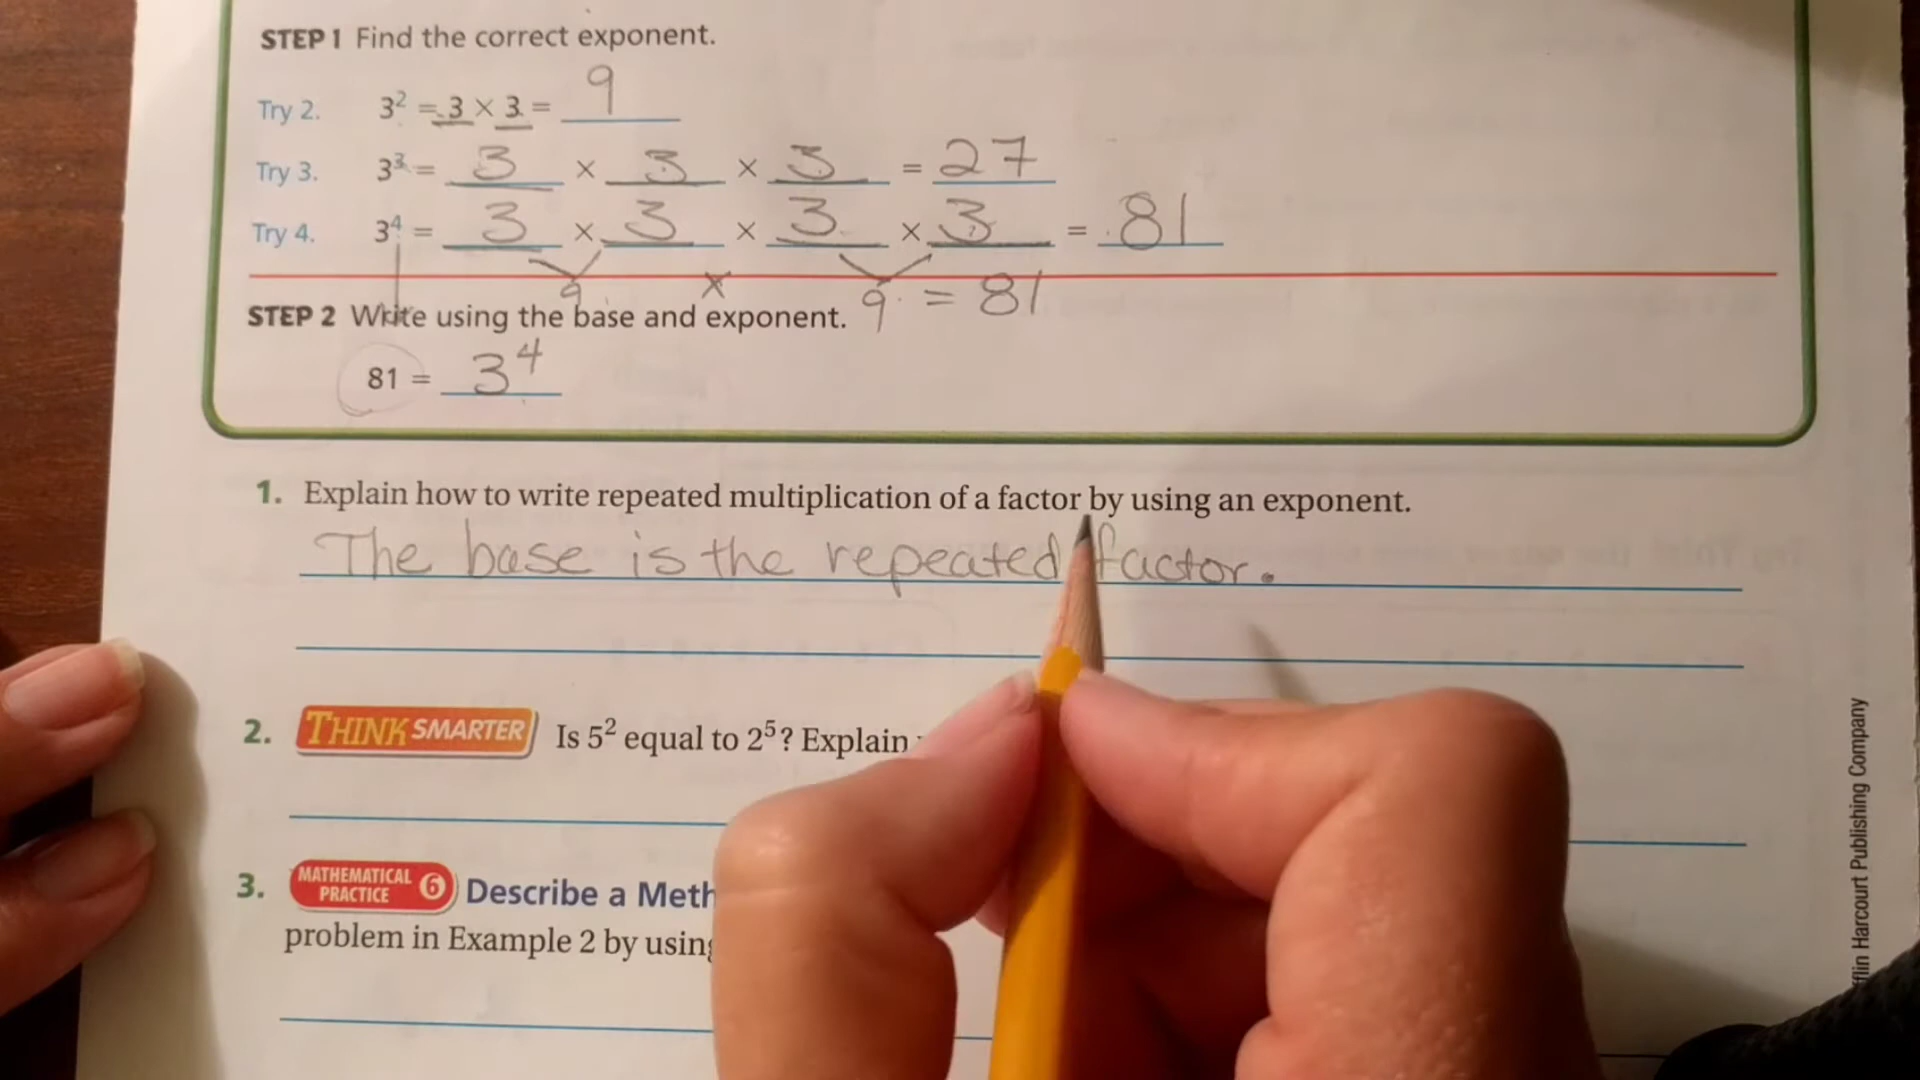 STEP 1 Find the correct exponent.
Try 2. 3² = 3 × 3 = 9
Try 3. 3³ = 3 × 3 × 3 = 27
Try 4. 3⁴ = 3 × 3 × 3 × 3 = 81
9 × 9 = 81
STEP 2 Write using the base and exponent.
81 = 3⁴
1. Explain how to write repeated multiplication of a factor by using an exponent.
The base is the repeated factor.
2. THINK SMARTER Is 5² equal to 2⁵? Explain
3. MATHEMATICAL PRACTICE 6 Describe a Meth
problem in Example 2 by using
fflin Harcourt Publishing Company